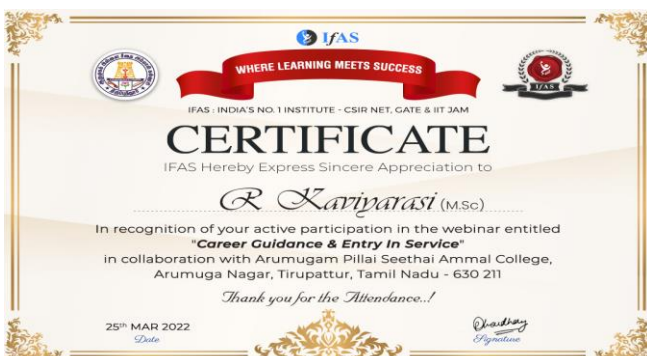 IfAS
WHERE LEARNING MEETS SUCCESS
IFAS
IFAS : INDIA'S NO. 1 INSTITUTE - CSIR NET, GATE & IIT JAM
CERTIFICATE
IFAS Hereby Express Sincere Appreciation to
R Kaviyarasi (M.Sc)
In recognition of your active participation in the webinar entitled
"Career Guidance & Entry In Service"
in collaboration with Arumugam Pillai Seethai Ammal College,
Arumuga Nagar, Tirupattur, Tamil Nadu - 630 211
Thank you for the Attendance..!
25th MAR 2022
Date
Signature